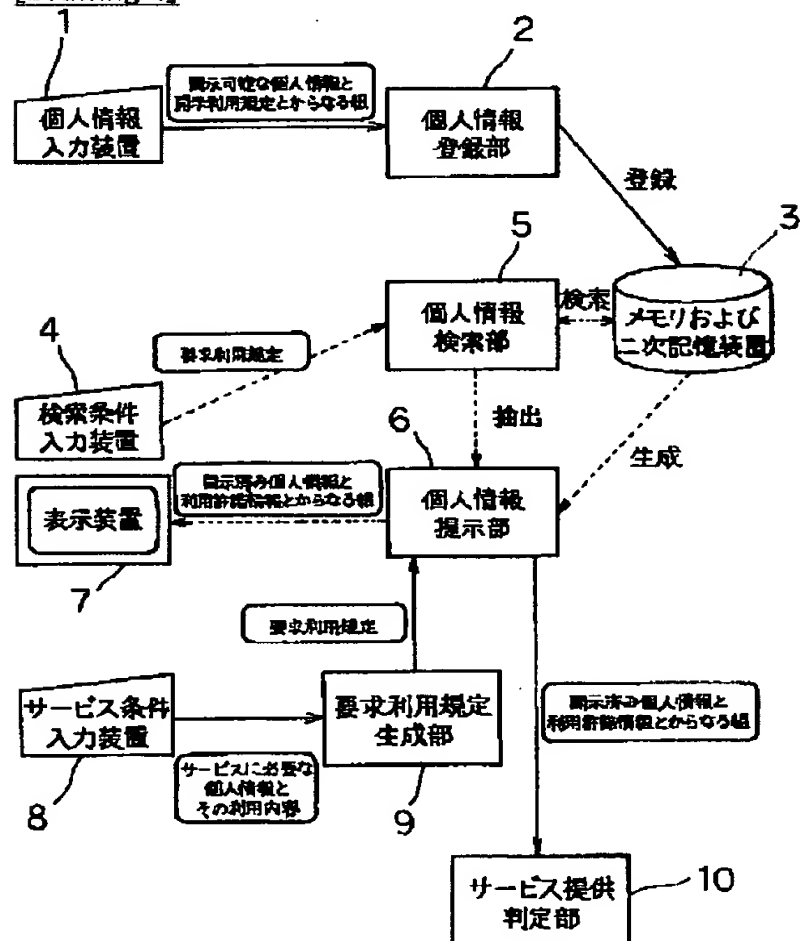 1
個人情報
入力装置
開示可能な個人情報と
開示利用規定とからなる組
2
個人情報
登録部
登録
3
メモリおよび
二次記憶装置
検索
5
個人情報
検索部
要求利用規定
4
検索条件
入力装置
抽出
生成
6
個人情報
提示部
開示済み個人情報と
利用許諾情報とからなる組
表示装置
7
要求利用規定
サービス条件
入力装置
8
サービスに必要な
個人情報と
その利用内容
要求利用規定
生成部
9
開示済み個人情報と
利用許諾情報とからなる組
サービス提供
判定部
10